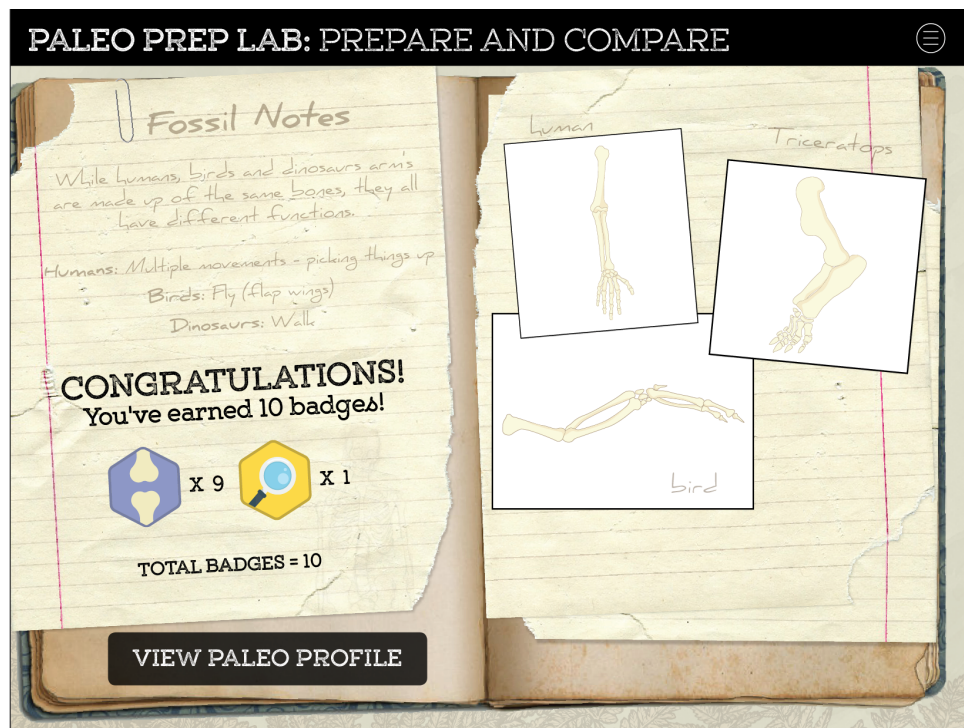 PALEO PREP LAB: PREPARE AND COMPARE
Fossil Notes
While humans, birds and dinosaurs arm's
are made up of the same bones, they all
have different functions.
Humans: Multiple movements - picking things up
Birds: Fly (flap wings)
Dinosaurs: Walk
CONGRATULATIONS!
You've earned 10 badges!
X 9
X 1
TOTAL BADGES = 10
VIEW PALEO PROFILE
human
Triceratops
bird